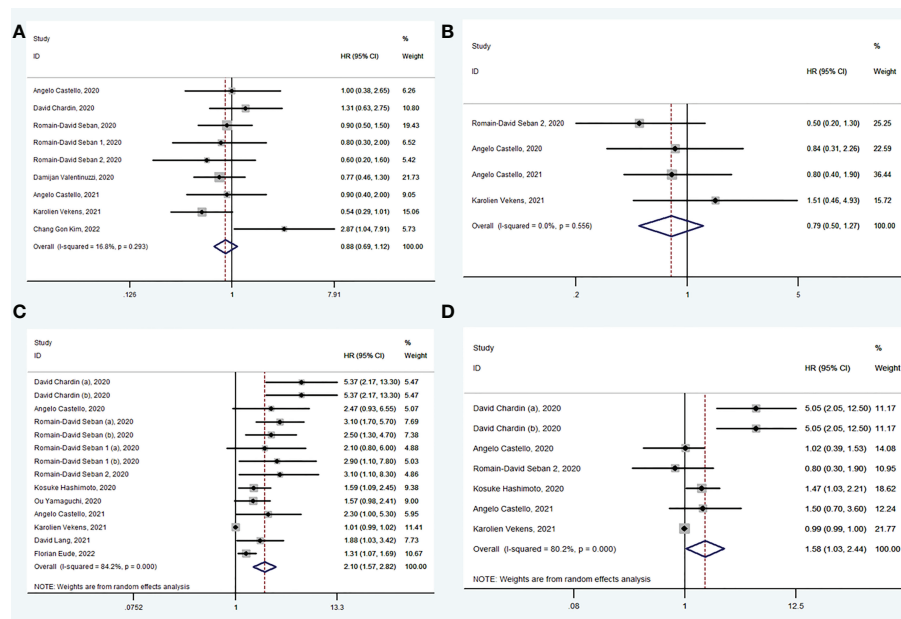 A
Study %
ID HR (95% CI) Weight
Angelo Castello, 2020 1.00 (0.38, 2.65) 6.26
David Chardin, 2020 1.31 (0.63, 2.75) 10.80
Romain-David Seban, 2020 0.90 (0.50, 1.50) 19.43
Romain-David Seban 1, 2020 0.80 (0.30, 2.00) 6.52
Romain-David Seban 2, 2020 0.60 (0.20, 1.60) 5.42
Damijan Valentinuzzi, 2020 0.77 (0.46, 1.30) 21.73
Angelo Castello, 2021 0.90 (0.40, 2.00) 9.05
Karolien Vekens, 2021 0.54 (0.29, 1.01) 15.06
Chang Gon Kim, 2022 2.87 (1.04, 7.91) 5.73
Overall (I-squared = 16.8%, p = 0.293) 0.88 (0.69, 1.12) 100.00
.126 1 7.91
B
Study %
ID HR (95% CI) Weight
Romain-David Seban 2, 2020 0.50 (0.20, 1.30) 25.25
Angelo Castello, 2020 0.84 (0.31, 2.26) 22.59
Angelo Castello, 2021 0.80 (0.40, 1.90) 36.44
Karolien Vekens, 2021 1.51 (0.46, 4.93) 15.72
Overall (I-squared = 0.0%, p = 0.556) 0.79 (0.50, 1.27) 100.00
.2 1 5
C
Study %
ID HR (95% CI) Weight
David Chardin (a), 2020 5.37 (2.17, 13.30) 5.47
David Chardin (b), 2020 5.37 (2.17, 13.30) 5.47
Angelo Castello, 2020 2.47 (0.93, 6.55) 5.07
Romain-David Seban (a), 2020 3.10 (1.70, 5.70) 7.69
Romain-David Seban (b), 2020 2.50 (1.30, 4.70) 7.38
Romain-David Seban 1 (a), 2020 2.10 (0.80, 6.00) 4.88
Romain-David Seban 1 (b), 2020 2.90 (1.10, 7.80) 5.03
Romain-David Seban 2, 2020 3.10 (1.10, 8.30) 4.86
Kosuke Hashimoto, 2020 1.59 (1.09, 2.45) 9.38
Ou Yamaguchi, 2020 1.57 (0.98, 2.41) 9.00
Angelo Castello, 2021 2.30 (1.00, 5.30) 5.95
Karolien Vekens, 2021 1.01 (0.99, 1.02) 11.41
David Lang, 2021 1.88 (1.03, 3.42) 7.73
Florian Eude, 2022 1.31 (1.07, 1.69) 10.67
Overall (I-squared = 84.2%, p = 0.000) 2.10 (1.57, 2.82) 100.00
NOTE: Weights are from random effects analysis
.0752 1 13.3
D
Study %
ID HR (95% CI) Weight
David Chardin (a), 2020 5.05 (2.05, 12.50) 11.17
David Chardin (b), 2020 5.05 (2.05, 12.50) 11.17
Angelo Castello, 2020 1.02 (0.39, 1.53) 14.08
Romain-David Seban 2, 2020 0.80 (0.30, 1.90) 10.95
Kosuke Hashimoto, 2020 1.47 (1.03, 2.21) 18.62
Angelo Castello, 2021 1.50 (0.70, 3.60) 12.24
Karolien Vekens, 2021 0.99 (0.99, 1.00) 21.77
Overall (I-squared = 80.2%, p = 0.000) 1.58 (1.03, 2.44) 100.00
NOTE: Weights are from random effects analysis
.08 1 12.5